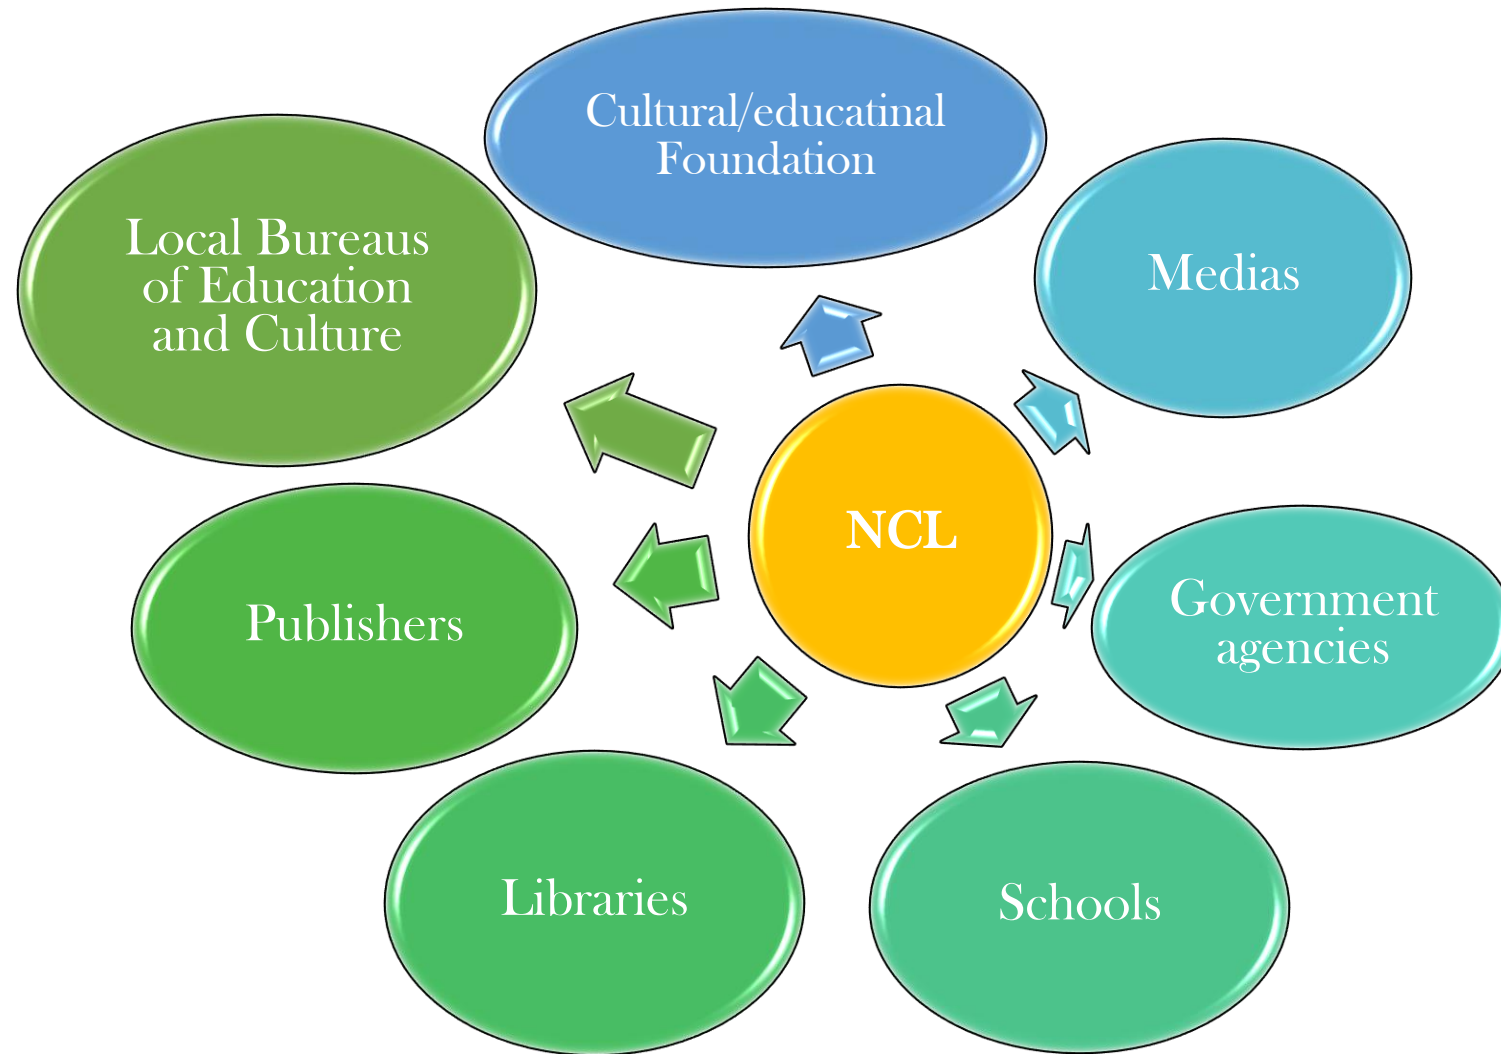 Cultural/educatinal
Foundation
Local Bureaus
of Education
and Culture
Medias
NCL
Government
agencies
Publishers
Libraries
Schools